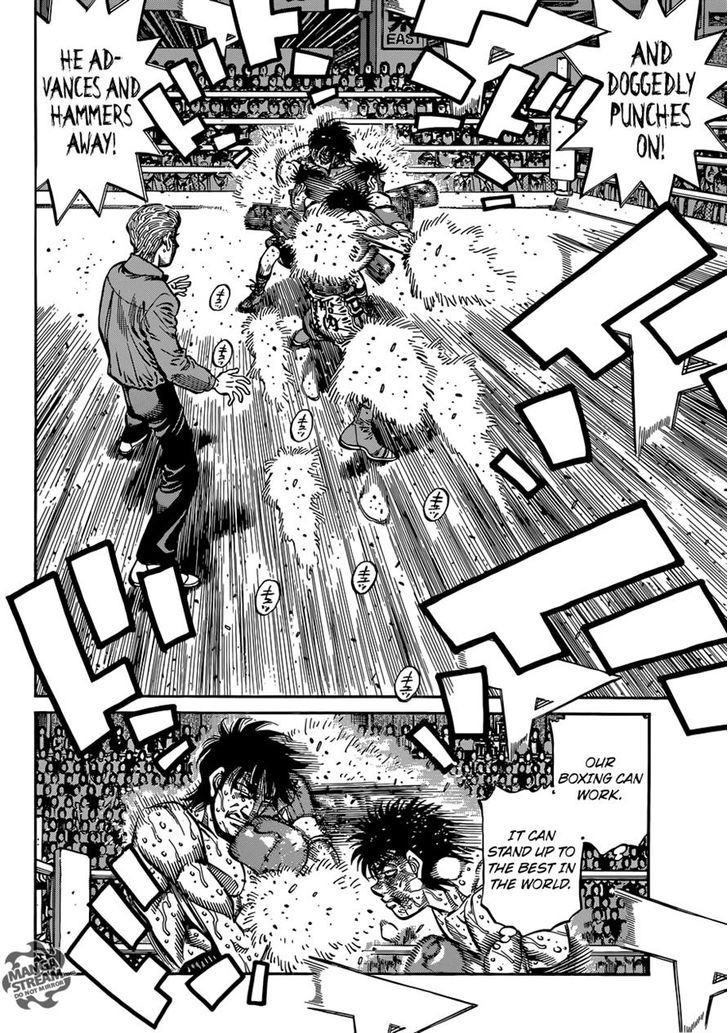 EAST
AND
DOGGEDLY
PUNCHES
ON!
HE AD-
VANCES AND
HAMMERS
AWAY!
OUR
BOXING CAN
WORK.
IT CAN
STAND UP TO
THE BEST IN
THE WORLD.
MANGA
STREAM
DO NOT MIRROR